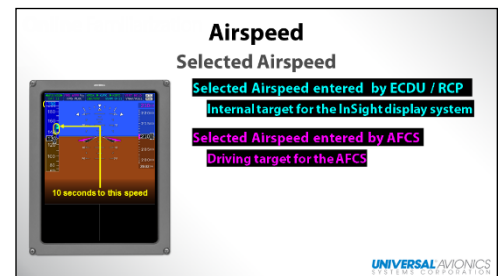 Airspeed
Selected Airspeed
Selected Airspeed entered by ECDU / RCP
Internal target for the InSight display system
Selected Airspeed entered by AFCS
Driving target for the AFCS
10 seconds to this speed
UNIVERSAL AVIONICS
SYSTEMS CORPORATION